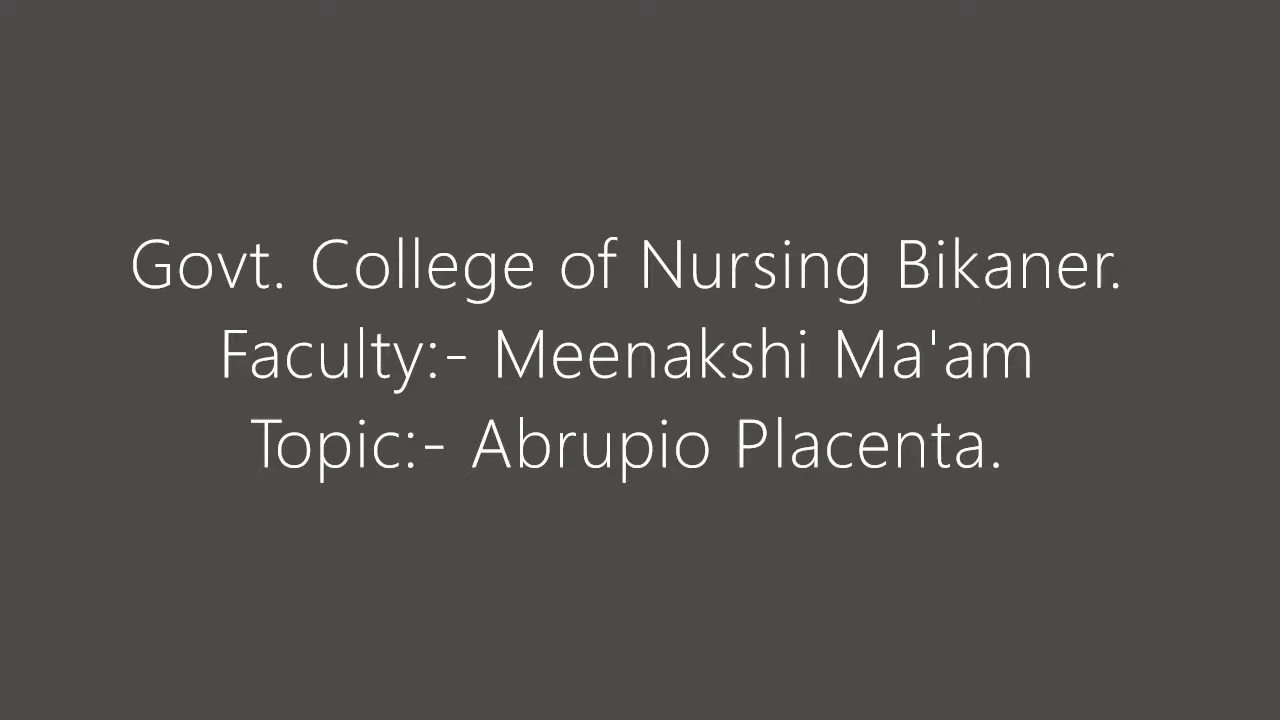 Govt. College of Nursing Bikaner.
Faculty:- Meenakshi Ma'am
Topic:- Abrupio Placenta.